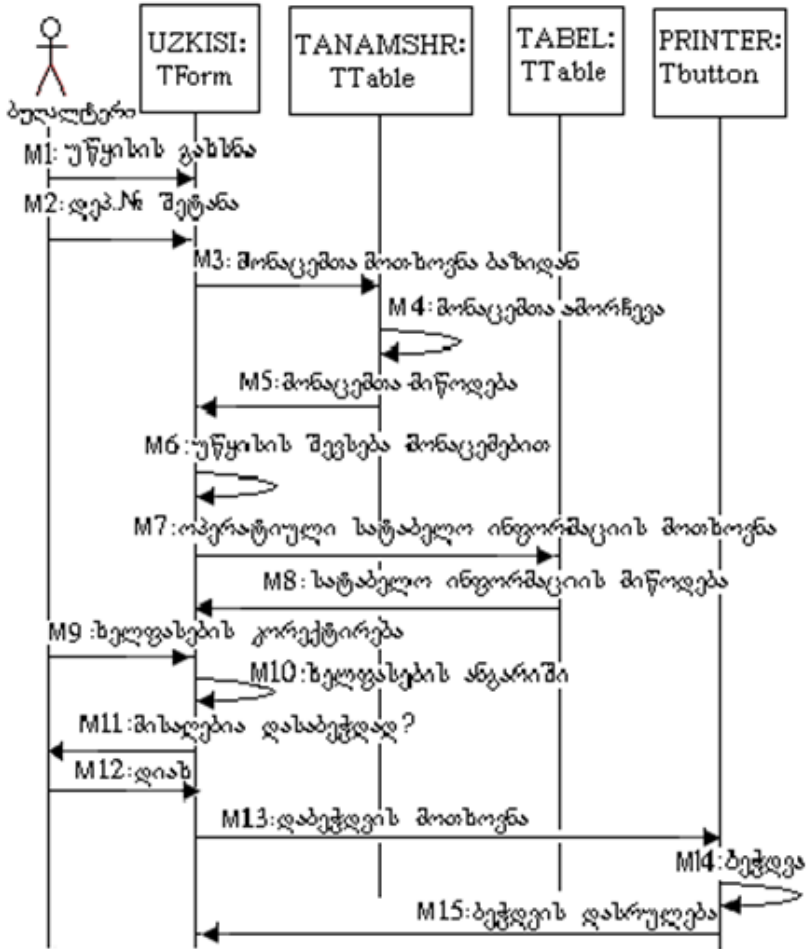 UZKISI:
TForm
TANAMSHR:
TTable
TABEL:
TTable
PRINTER:
Tbutton
ბუღალტერი
M1: უწყისის გახსნა
M2: დეპ.№ შეტანა
M3: მონაცემთა მოთხოვნა ბაზიდან
M4: მონაცემთა ამორჩევა
M5: მონაცემთა მიწოდება
M6: უწყისის შევსება მონაცემებით
M7:ოპერატიული სატაბელო ინფორმაციის მოთხოვნა
M8: სატაბელო ინფორმაციის მიწოდება
M9 :ხელფასების კორექტირება
M10:ხელფასების ანგარიში
M11:მისაღებია დასაბეჭდად?
M12:დიახ
M13:დაბეჭდვის მოთხოვნა
M14:ბეჭდვა
M15:ბეჭდვის დასრულება